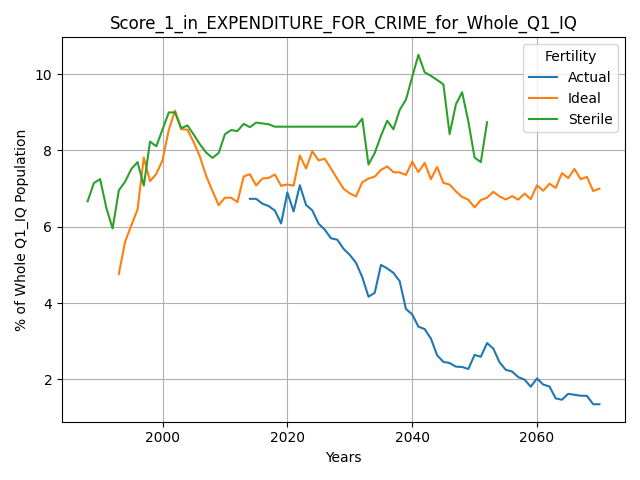 Score_1_in_EXPENDITURE_FOR_CRIME_for_Whole_Q1_IQ
Fertility
Actual
Ideal
Sterile
% of Whole Q1_IQ Population
10
8
6
4
2
2000 2020 2040 2060
Years